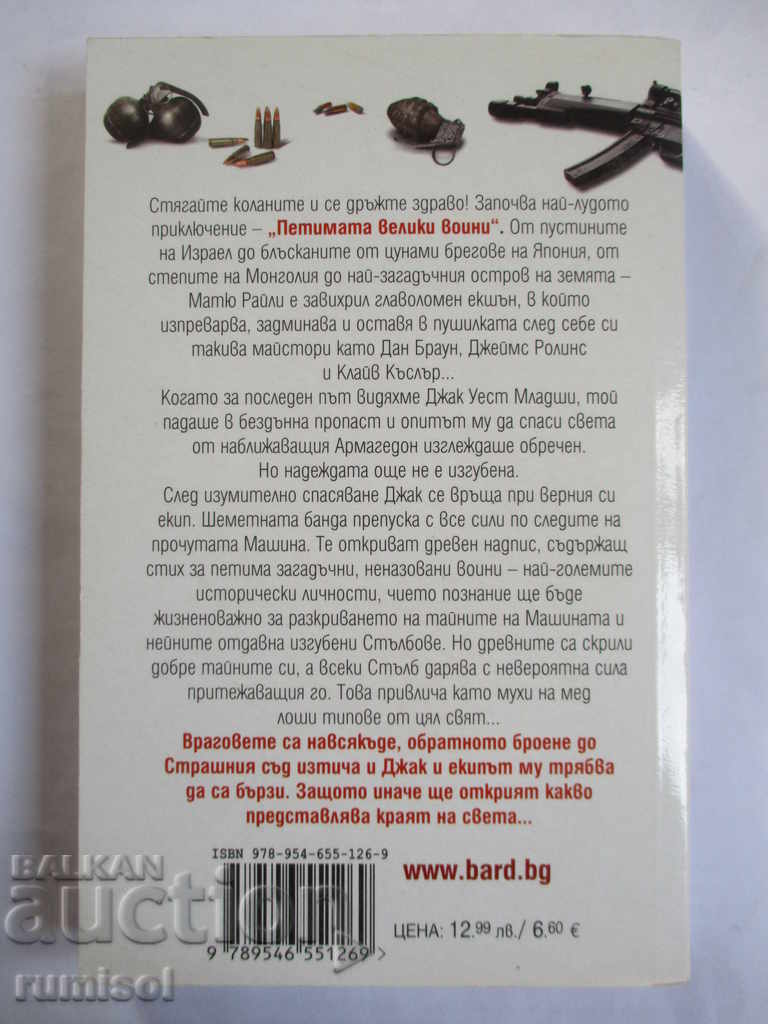 Стягайте коланите и се дръжте здраво! Започва най-лудото
приключение – „Петимата велики воини“. От пустините
на Израел до блъсканите от цунами брегове на Япония, от
степите на Монголия до най-загадъчния остров на земята –
Матю Райли е завихрил главоломен екшън, в който
изпреварва, задминава и оставя в пушилката след себе си
такива майстори като Дан Браун, Джеймс Ролинс
и Клайв Къслър...
Когато за последен път видяхме Джак Уест Младши, той
падаше в бездънна пропаст и опитът му да спаси света
от наближаващия Армагедон изглеждаше обречен.
Но надеждата още не е изгубена.
След изумително спасяване Джак се връща при верния си
екип. Шеметната банда препуска с все сили по следите на
прочутата Машина. Те откриват древен надпис, съдържащ
стих за петима загадъчни, неназовани воини – най-големите
исторически личности, чието познание ще бъде
жизненоважно за разкриването на тайните на Машината и
нейните отдавна изгубени Стълбове. Но древните са скрили
добре тайните си, а всеки Стълб дарява с невероятна сила
притежаващия го. Това привлича като мухи на мед
лоши типове от цял свят...
Враговете са навсякъде, обратното броене до
Страшния съд изтича и Джак и екипът му трябва
да са бързи. Защото иначе ще открият какво
представлява краят на света...
ISBN 978-954-655-126-9
www.bard.bg
ЦЕНА: 12.99 лв./ 6.60 €
9 789546 551269 >
BALKAN
auction
rumisol